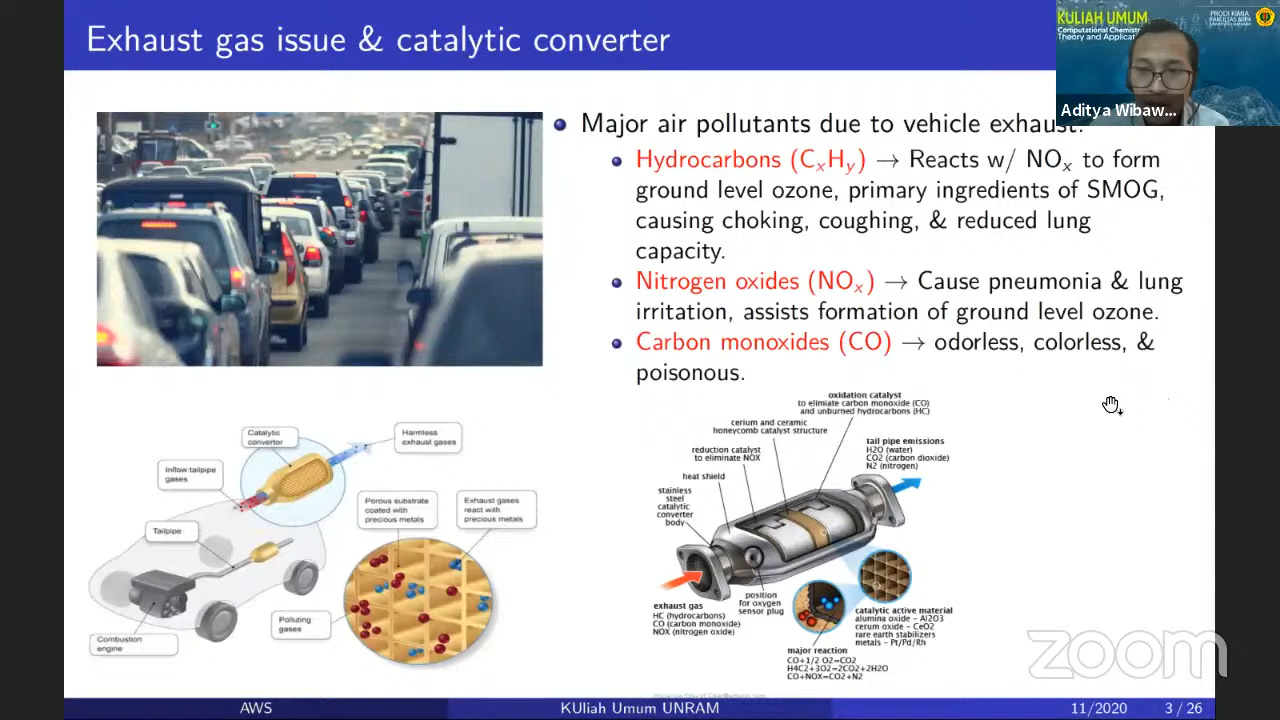 Exhaust gas issue & catalytic converter
KULIAH UMUM
Computational Chemistry
Theory and Applicat
PRODI KIMIA
FAKULTAS MIPA
Aditya Wibaw...
Major air pollutants due to vehicle exhaust:
Hydrocarbons (CxHy) → Reacts w/ NOx to form
ground level ozone, primary ingredients of SMOG,
causing choking, coughing, & reduced lung
capacity.
Nitrogen oxides (NOx) → Cause pneumonia & lung
irritation, assists formation of ground level ozone.
Carbon monoxides (CO) → odorless, colorless, &
poisonous.
Catalytic
convertor
Harmless
exhaust gases
Inflow tailpipe
gases
Porous substrate
coated with
precious metals
Exhaust gases
react with
precious metals
Tailpipe
Polluting
gases
Combustion
engine
oxidation catalyst
to elimiate carbon monoxide (CO)
and unburned hydrocarbons (HC)
cerium and ceramic
honeycomb catalyst structure
reduction catalyst
to eliminate NOX
heat shield
stainless
steel
catalytic
converter
body
tail pipe emissions
H2O (water)
CO2 (carbon dioxide)
N2 (nitrogen)
exhaust gas
HC (hydrocarbons)
CO (carbon monoxide)
NOX (nitrogen oxide)
position
for oxygen
sensor plug
catalytic active material
alumina oxide - Al2O3
cerum oxide - CeO2
rare earth stabilizers
metals - Pt/Pd/Rh
major reaction
CO+1/2 O2=CO2
H4C2+3O2=2CO2+2H2O
CO+NOX=CO2+N2
zoom
AWS
KUliah Umum UNRAM
11/2020
3 / 26